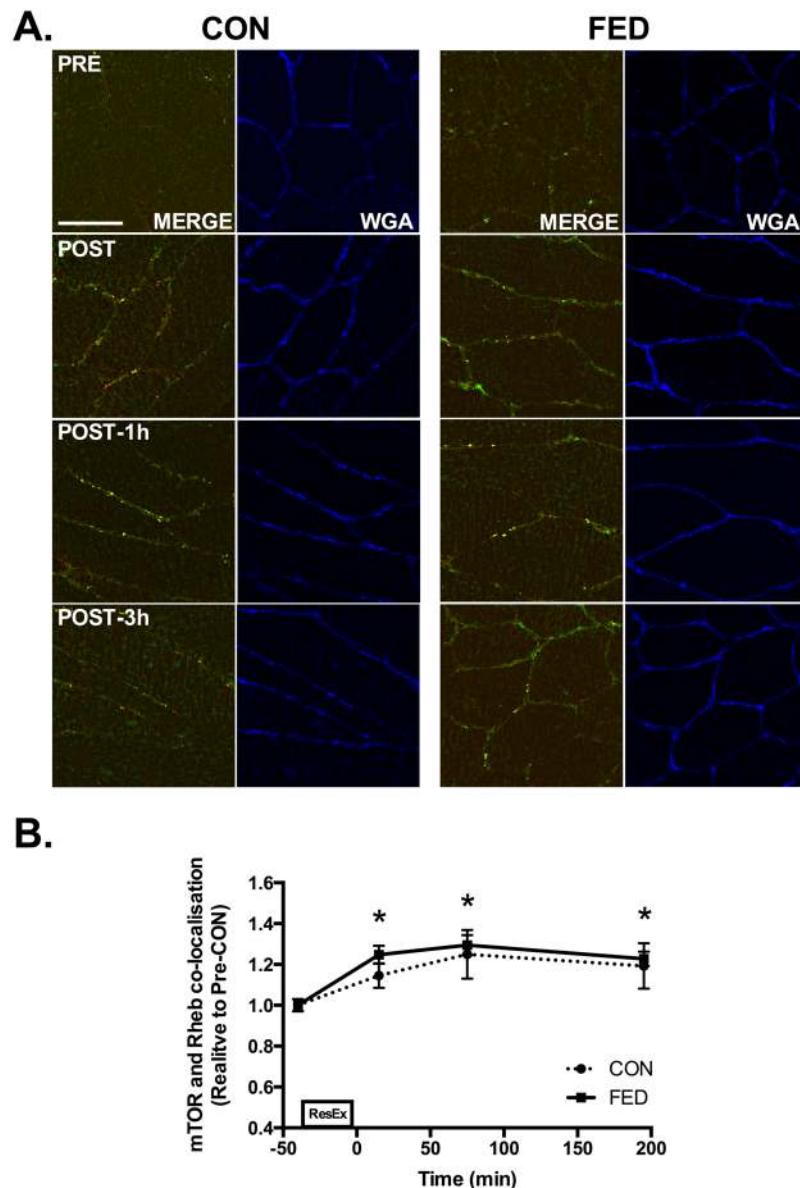 A.
CON
FED
PRE
MERGE
WGA
MERGE
WGA
POST
POST-1h
POST-3h
B.
mTOR and Rheb co-localisation
(Realitve to Pre-CON)
1.6
1.4
1.2
1.0
0.8
0.6
0.4
*
*
*
CON
FED
ResEx
-50
0
50
100
150
200
Time (min)